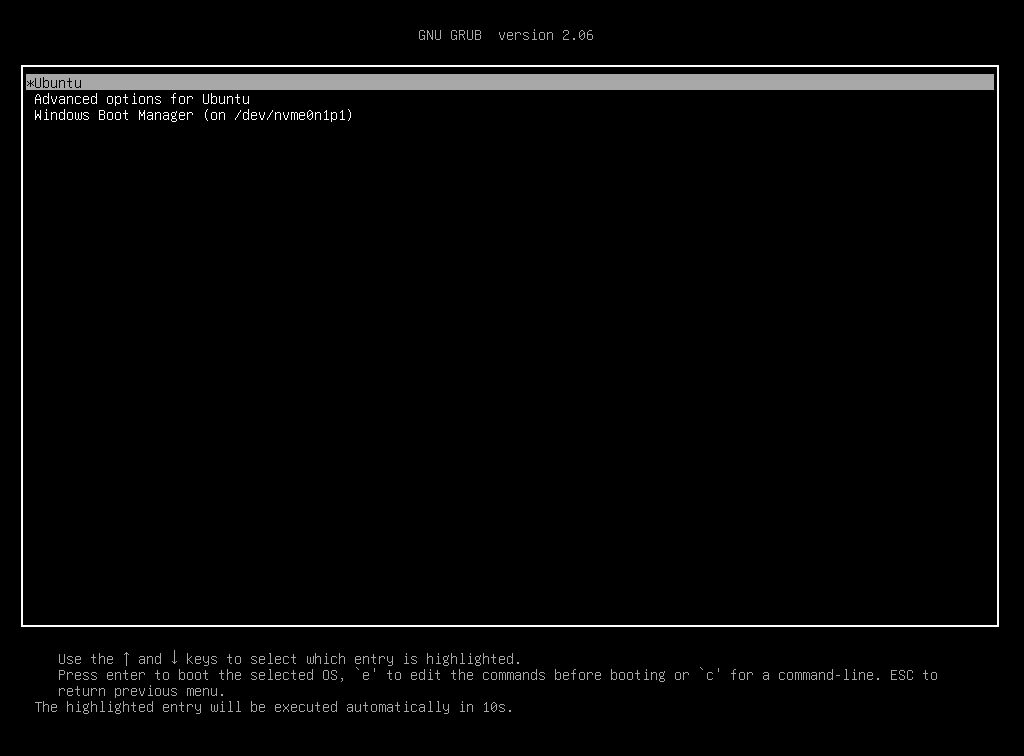 GNU GRUB  version 2.06
*Ubuntu
Advanced options for Ubuntu
Windows Boot Manager (on /dev/nvme0n1p1)
Use the ↑ and ↓ keys to select which entry is highlighted.
Press enter to boot the selected OS, `e' to edit the commands before booting or `c' for a command-line. ESC to
return previous menu.
The highlighted entry will be executed automatically in 10s.